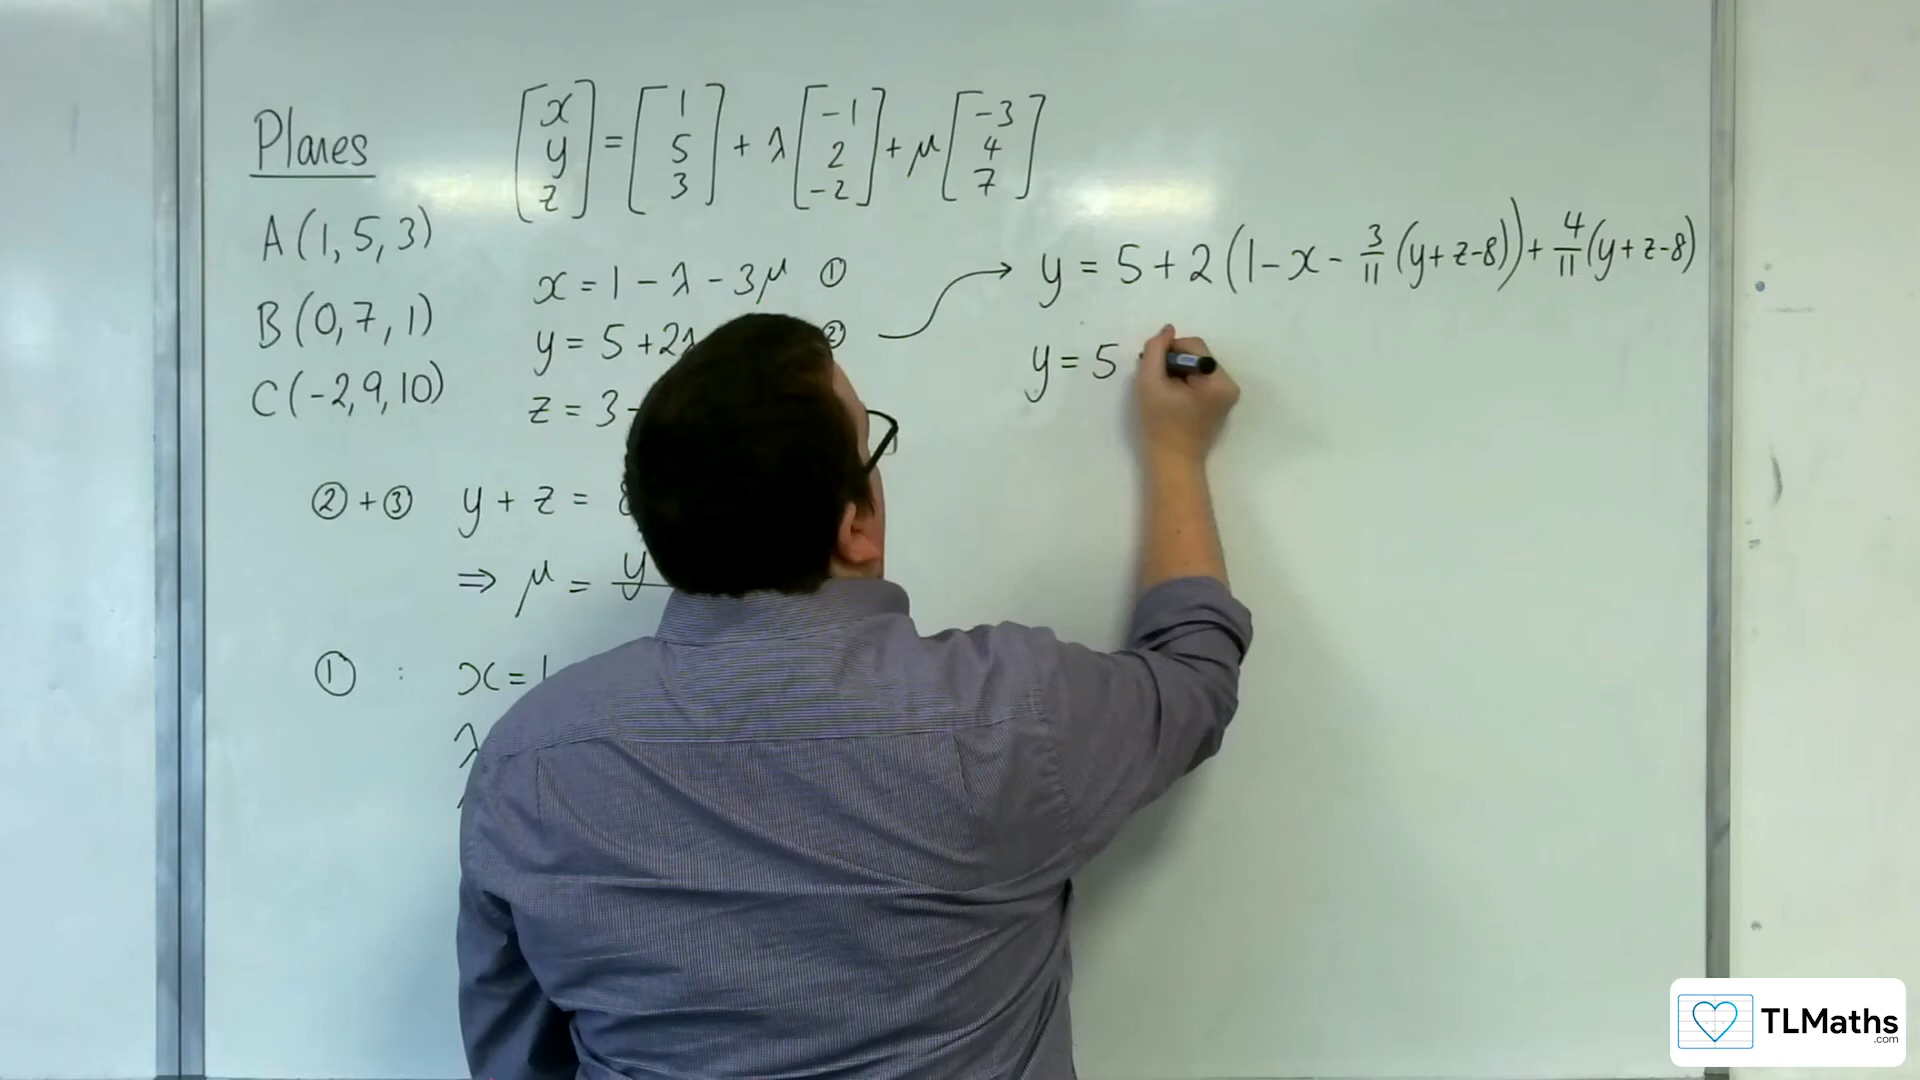 Planes
[x y z] = [1 5 3] + λ[-1 2 -2] + μ[-3 4 7]
A(1, 5, 3)
B(0, 7, 1)
C(-2, 9, 10)
x = 1 - λ - 3μ ①
y = 5 + 2λ ②
z = 3
② + ③ y + z =
⇒ μ = y
① : x = 1
λ
y = 5 + 2(1 - x - 3/11(y + z - 8)) + 4/11(y + z - 8)
y = 5
TLMaths
.com